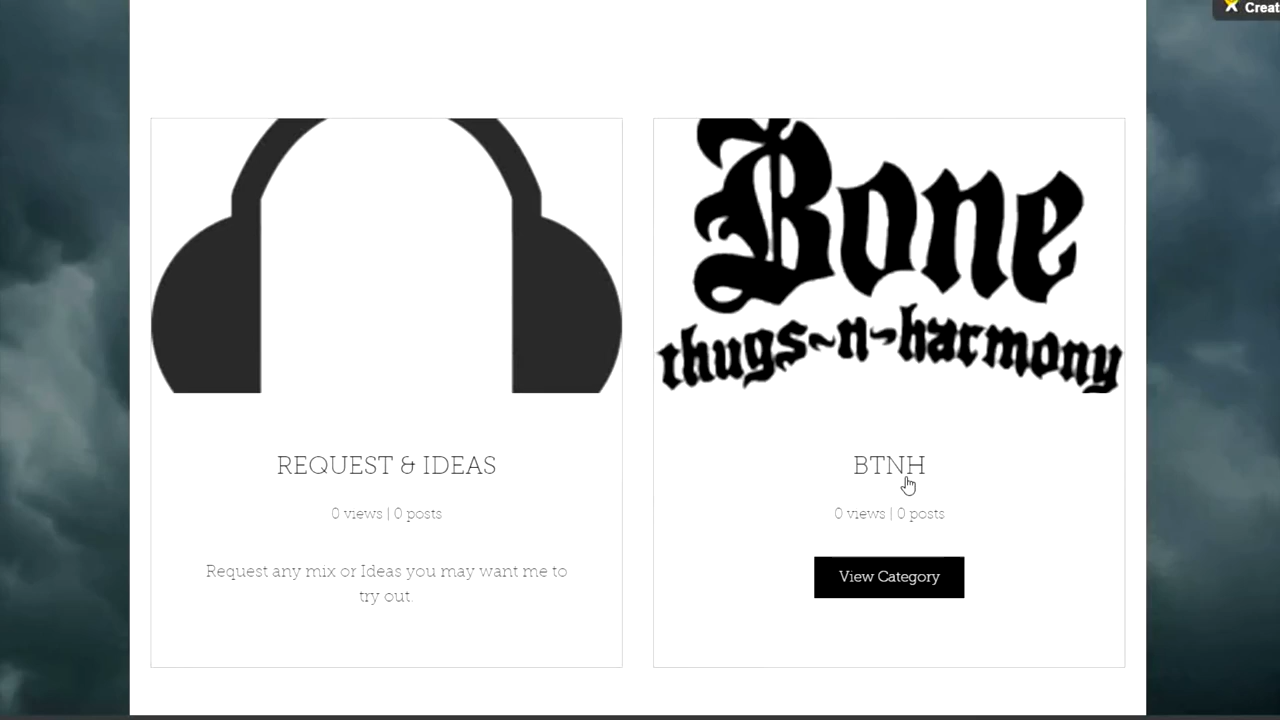 Creat
Bone
thugs~n~harmony
REQUEST & IDEAS
0 views | 0 posts
Request any mix or Ideas you may want me to
try out.
BTNH
0 views | 0 posts
View Category